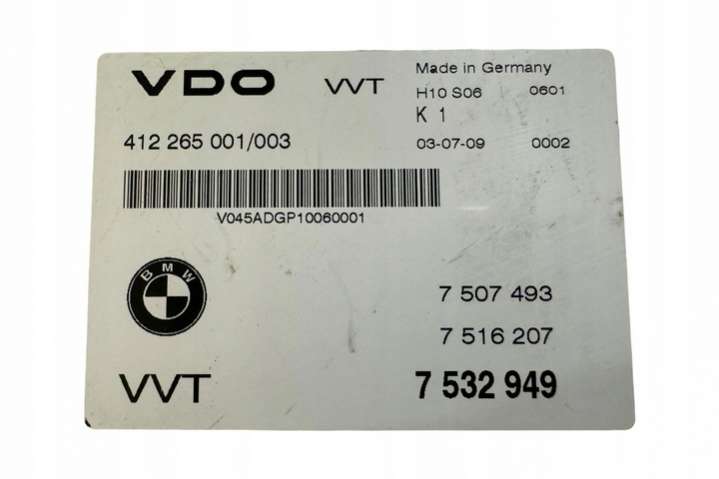 VDO VVT Made in Germany
H10 S06 0601
K 1
412 265 001/003 03-07-09 0002
V045ADGP10060001
BMW
7 507 493
7 516 207
VVT 7 532 949